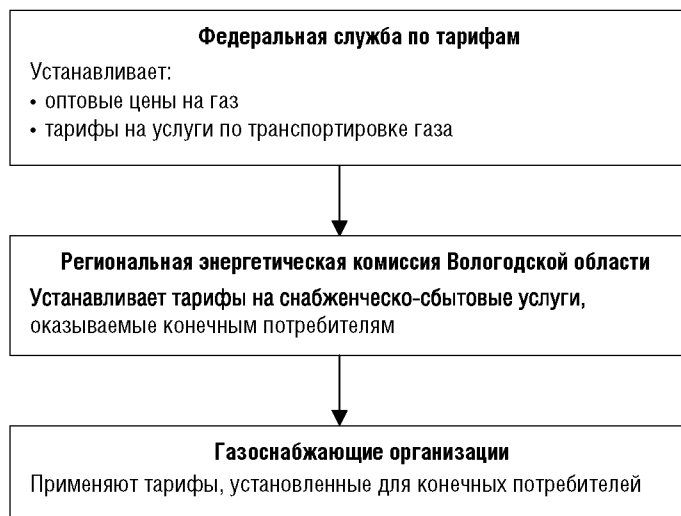 Федеральная служба по тарифам
Устанавливает:
• оптовые цены на газ
• тарифы на услуги по транспортировке газа
Региональная энергетическая комиссия Вологодской области
Устанавливает тарифы на снабженческо-сбытовые услуги,
оказываемые конечным потребителям
Газоснабжающие организации
Применяют тарифы, установленные для конечных потребителей